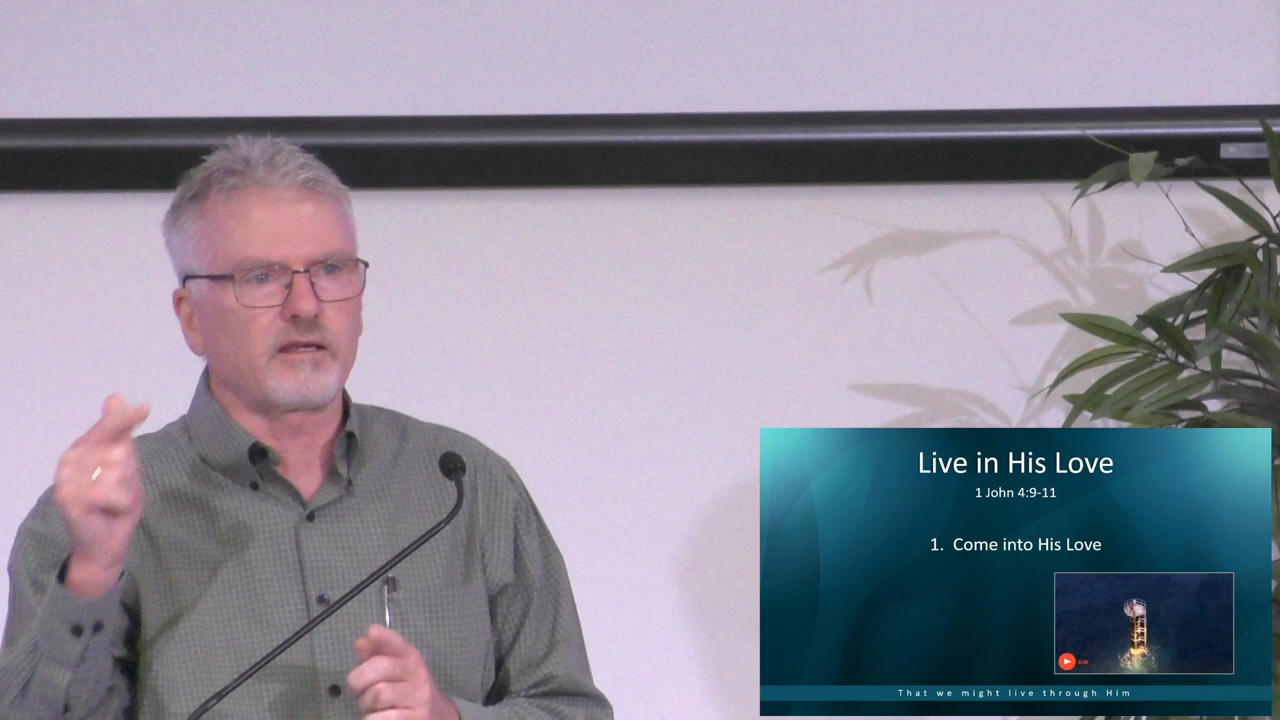 Live in His Love
1 John 4:9-11
1. Come into His Love
That we might live through Him